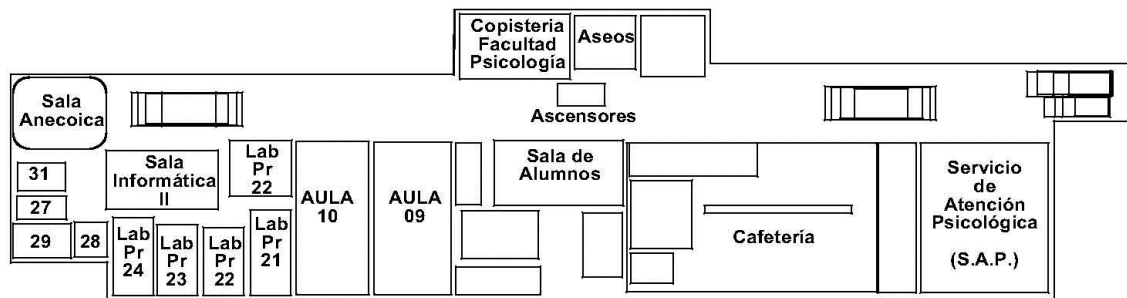 Copisteria
Facultad
Psicología
Aseos
Sala
Anecoica
Ascensores
31
27
29
28
Sala
Informática
II
Lab
Pr
22
Lab
Pr
24
Lab
Pr
23
Lab
Pr
22
Lab
Pr
21
AULA
10
AULA
09
Sala de
Alumnos
Cafetería
Servicio
de
Atención
Psicológica
(S.A.P.)